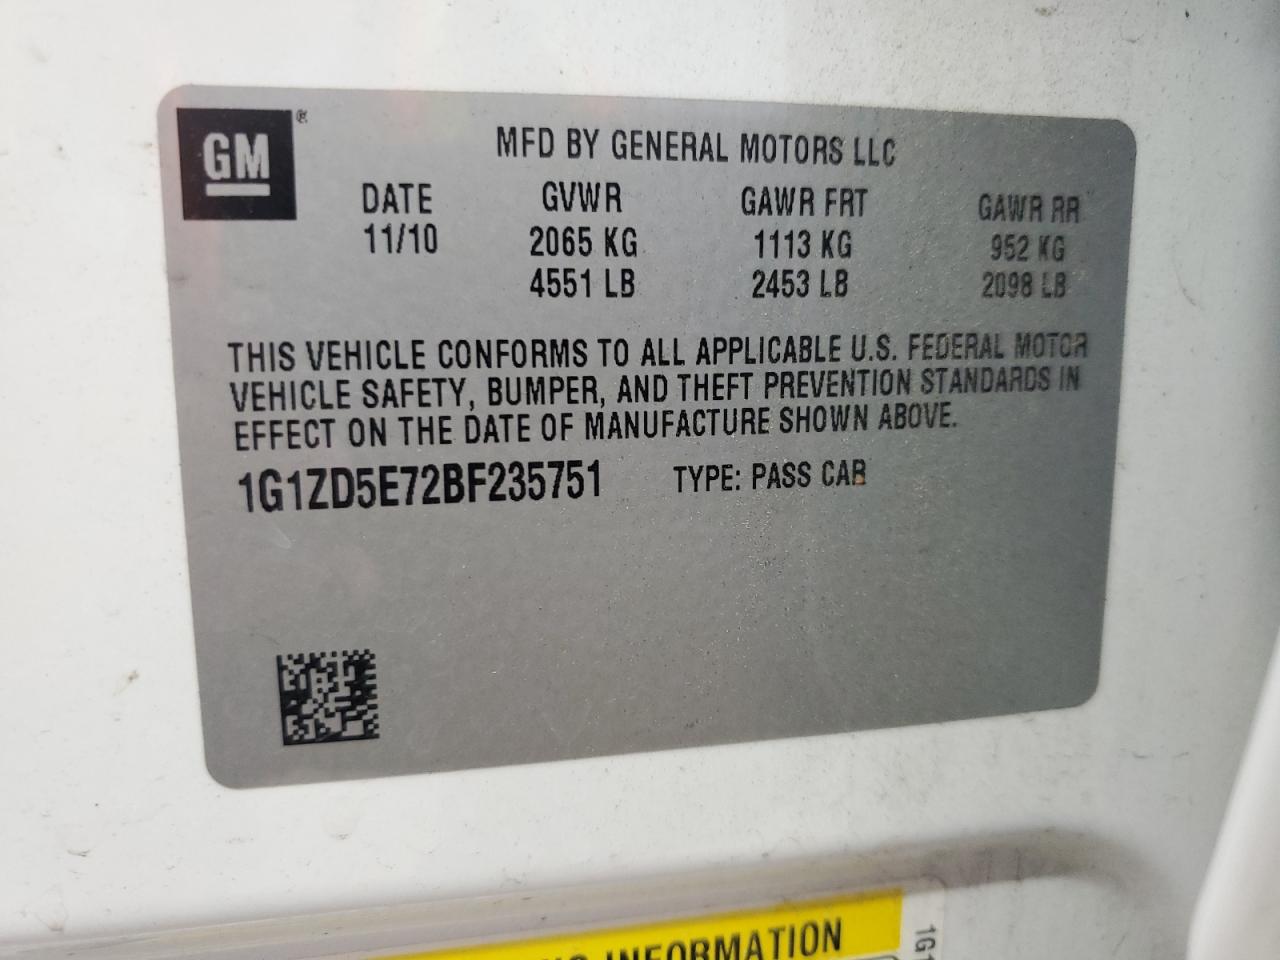 GM ®
MFD BY GENERAL MOTORS LLC
DATE GVWR GAWR FRT GAWR RR
11/10 2065 KG 1113 KG 952 KG
4551 LB 2453 LB 2098 LB
THIS VEHICLE CONFORMS TO ALL APPLICABLE U.S. FEDERAL MOTOR
VEHICLE SAFETY, BUMPER, AND THEFT PREVENTION STANDARDS IN
EFFECT ON THE DATE OF MANUFACTURE SHOWN ABOVE.
1G1ZD5E72BF235751 TYPE: PASS CAR
INFORMATION
1G1